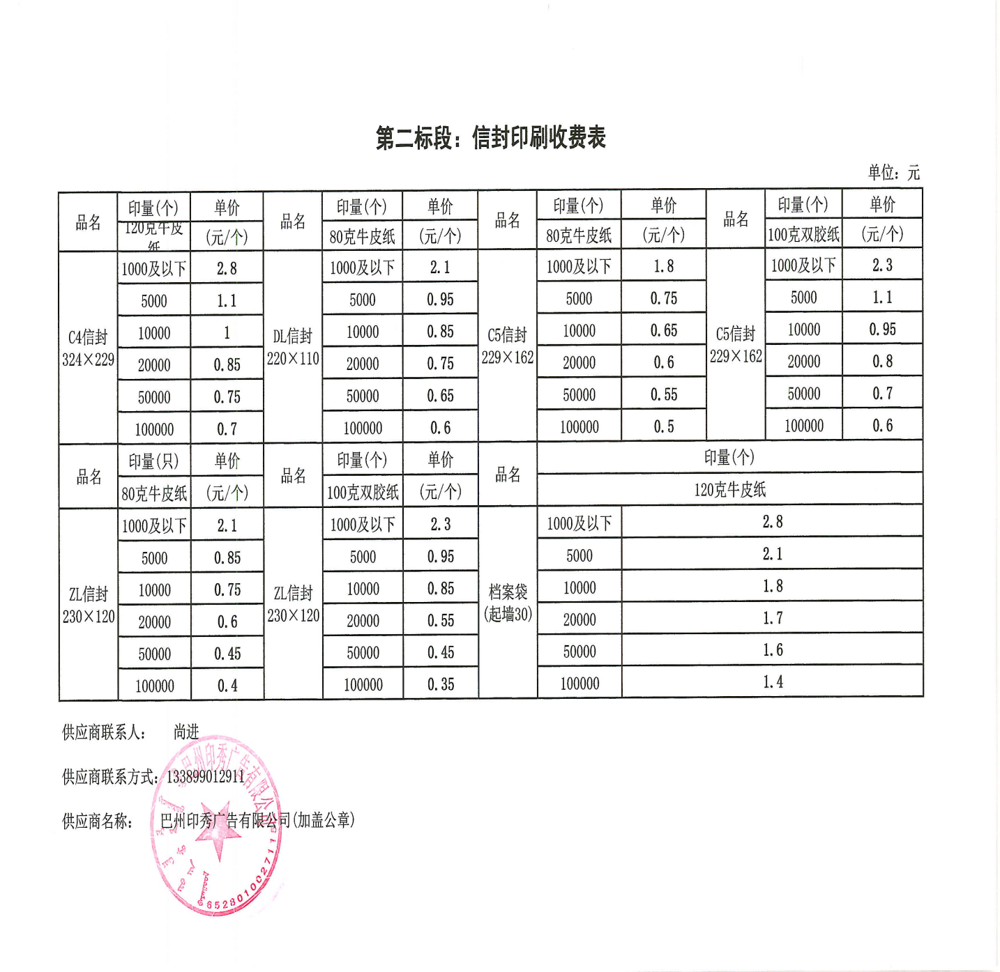 第二标段：信封印刷收费表
单位：元
品名 印量(个) 单价 品名 印量(个) 单价 品名 印量(个) 单价 品名 印量(个) 单价
120克牛皮纸 (元/个) 80克牛皮纸 (元/个) 80克牛皮纸 (元/个) 100克双胶纸 (元/个)
C4信封 324×229 DL信封 220×110 C5信封 229×162 C5信封 229×162
1000及以下 2.8 1000及以下 2.1 1000及以下 1.8 1000及以下 2.3
5000 1.1 5000 0.95 5000 0.75 5000 1.1
10000 1 10000 0.85 10000 0.65 10000 0.95
20000 0.85 20000 0.75 20000 0.6 20000 0.8
50000 0.75 50000 0.65 50000 0.55 50000 0.7
100000 0.7 100000 0.6 100000 0.5 100000 0.6
品名 印量(只) 单价 品名 印量(个) 单价 品名 印量(个)
80克牛皮纸 (元/个) 100克双胶纸 (元/个) 120克牛皮纸
ZL信封 230×120 ZL信封 230×120 档案袋 (起墙30)
1000及以下 2.1 1000及以下 2.3 1000及以下 2.8
5000 0.85 5000 0.95 5000 2.1
10000 0.75 10000 0.85 10000 1.8
20000 0.6 20000 0.55 20000 1.7
50000 0.45 50000 0.45 50000 1.6
100000 0.4 100000 0.35 100000 1.4
供应商联系人： 尚进
供应商联系方式：133899012911
供应商名称： 巴州印秀广告有限公司(加盖公章)
巴州印秀广告有限公司